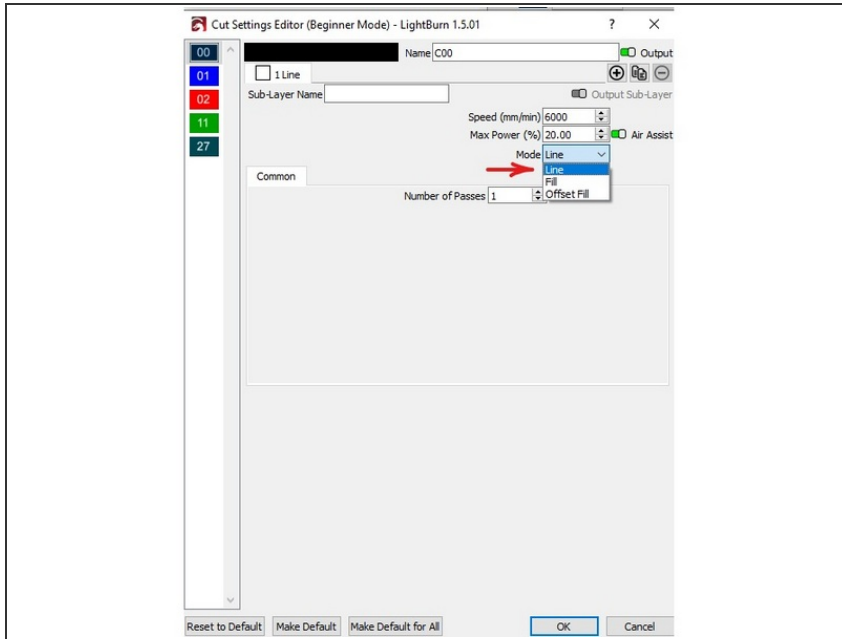 Cut Settings Editor (Beginner Mode) - LightBurn 1.5.01 ? ×
00 Name C00 Output
01 1 Line
02 Sub-Layer Name Output Sub-Layer
11 Speed (mm/min) 6000
Max Power (%) 20.00 Air Assist
27 Mode Line
Line
Common Fill
Number of Passes 1 Offset Fill
Reset to Default Make Default Make Default for All OK Cancel